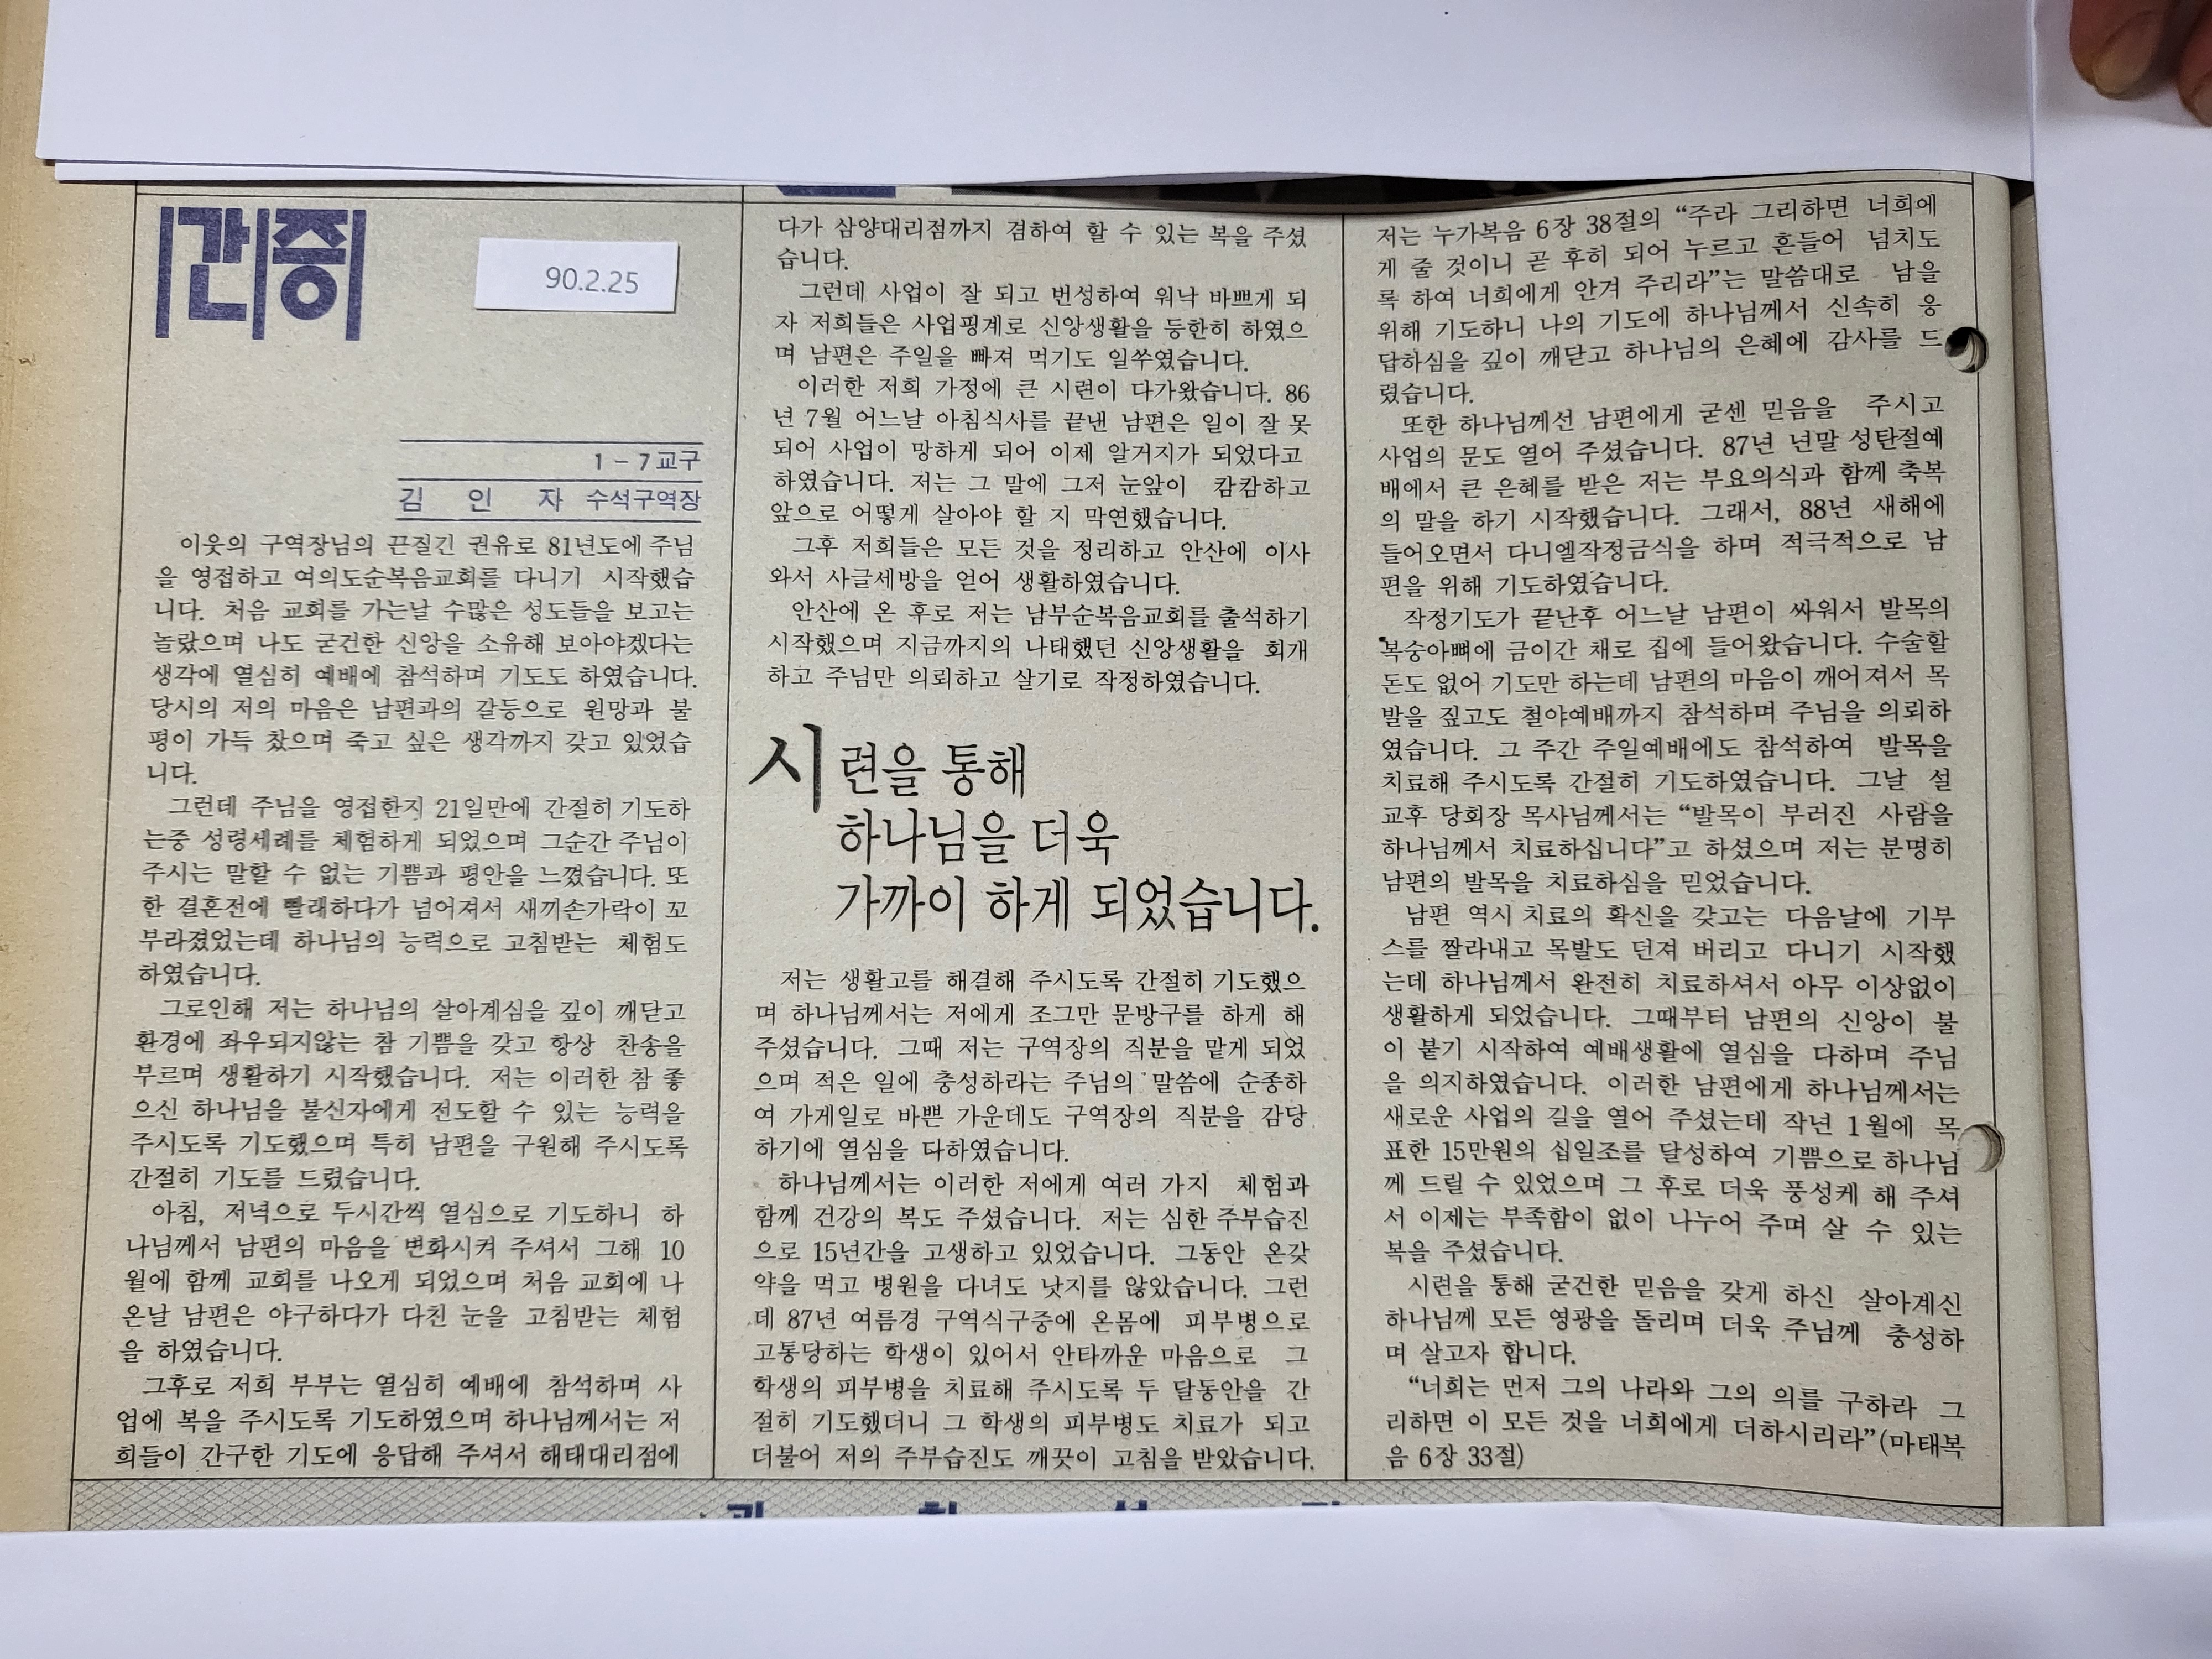 간증
90.2.25
1-7교구
김 인 자 수석구역장
이웃의 구역장님의 끈질긴 권유로 81년도에 주님
을 영접하고 여의도순복음교회를 다니기 시작했습
니다. 처음 교회를 가는날 수많은 성도들을 보고는
놀랐으며 나도 굳건한 신앙을 소유해 보아야겠다는
생각에 열심히 예배에 참석하며 기도도 하였습니다.
당시의 저의 마음은 남편과의 갈등으로 원망과 불
평이 가득 찼으며 죽고 싶은 생각까지 갖고 있었습
니다.
그런데 주님을 영접한지 21일만에 간절히 기도하
는중 성령세례를 체험하게 되었으며 그순간 주님이
주시는 말할 수 없는 기쁨과 평안을 느꼈습니다. 또
한 결혼전에 빨래하다가 넘어져서 새끼손가락이 꼬
부라졌었는데 하나님의 능력으로 고침받는 체험도
하였습니다.
그로인해 저는 하나님의 살아계심을 깊이 깨닫고
환경에 좌우되지않는 참 기쁨을 갖고 항상 찬송을
부르며 생활하기 시작했습니다. 저는 이러한 참 좋
으신 하나님을 불신자에게 전도할 수 있는 능력을
주시도록 기도했으며 특히 남편을 구원해 주시도록
간절히 기도를 드렸습니다.
아침, 저녁으로 두시간씩 열심으로 기도하니 하
나님께서 남편의 마음을 변화시켜 주셔서 그해 10
월에 함께 교회를 나오게 되었으며 처음 교회에 나
온날 남편은 야구하다가 다친 눈을 고침받는 체험
을 하였습니다.
그후로 저희 부부는 열심히 예배에 참석하며 사
업에 복을 주시도록 기도하였으며 하나님께서는 저
희들이 간구한 기도에 응답해 주셔서 해태대리점에
다가 삼양대리점까지 겸하여 할 수 있는 복을 주셨
습니다.
그런데 사업이 잘 되고 번성하여 워낙 바쁘게 되
자 저희들은 사업핑계로 신앙생활을 등한히 하였으
며 남편은 주일을 빠져 먹기도 일쑤였습니다.
이러한 저희 가정에 큰 시련이 다가왔습니다. 86
년 7월 어느날 아침식사를 끝낸 남편은 일이 잘 못
되어 사업이 망하게 되어 이제 알거지가 되었다고
하였습니다. 저는 그 말에 그저 눈앞이 캄캄하고
앞으로 어떻게 살아야 할 지 막연했습니다.
그후 저희들은 모든 것을 정리하고 안산에 이사
와서 사글세방을 얻어 생활하였습니다.
안산에 온 후로 저는 남부순복음교회를 출석하기
시작했으며 지금까지의 나태했던 신앙생활을 회개
하고 주님만 의뢰하고 살기로 작정하였습니다.
시련을 통해
하나님을 더욱
가까이 하게 되었습니다.
저는 생활고를 해결해 주시도록 간절히 기도했으
며 하나님께서는 저에게 조그만 문방구를 하게 해
주셨습니다. 그때 저는 구역장의 직분을 맡게 되었
으며 적은 일에 충성하라는 주님의 말씀에 순종하
여 가게일로 바쁜 가운데도 구역장의 직분을 감당
하기에 열심을 다하였습니다.
하나님께서는 이러한 저에게 여러 가지 체험과
함께 건강의 복도 주셨습니다. 저는 심한 주부습진
으로 15년간을 고생하고 있었습니다. 그동안 온갖
약을 먹고 병원을 다녀도 낫지를 않았습니다. 그런
데 87년 여름경 구역식구중에 온몸에 피부병으로
고통당하는 학생이 있어서 안타까운 마음으로 그
학생의 피부병을 치료해 주시도록 두 달동안을 간
절히 기도했더니 그 학생의 피부병도 치료가 되고
더불어 저의 주부습진도 깨끗이 고침을 받았습니다.
저는 누가복음 6장 38절의 “주라 그리하면 너희에
게 줄 것이니 곧 후히 되어 누르고 흔들어 넘치도
록 하여 너희에게 안겨 주리라”는 말씀대로 남을
위해 기도하니 나의 기도에 하나님께서 신속히 응
답하심을 깊이 깨닫고 하나님의 은혜에 감사를 드
렸습니다.
또한 하나님께선 남편에게 굳센 믿음을 주시고
사업의 문도 열어 주셨습니다. 87년 년말 성탄절예
배에서 큰 은혜를 받은 저는 부요의식과 함께 축복
의 말을 하기 시작했습니다. 그래서, 88년 새해에
들어오면서 다니엘작정금식을 하며 적극적으로 남
편을 위해 기도하였습니다.
작정기도가 끝난후 어느날 남편이 싸워서 발목의
복숭아뼈에 금이간 채로 집에 들어왔습니다. 수술할
돈도 없어 기도만 하는데 남편의 마음이 깨어져서 목
발을 짚고도 철야예배까지 참석하며 주님을 의뢰하
였습니다. 그 주간 주일예배에도 참석하여 발목을
치료해 주시도록 간절히 기도하였습니다. 그날 설
교후 당회장 목사님께서는 “발목이 부러진 사람을
하나님께서 치료하십니다”고 하셨으며 저는 분명히
남편의 발목을 치료하심을 믿었습니다.
남편 역시 치료의 확신을 갖고는 다음날에 기부
스를 짤라내고 목발도 던져 버리고 다니기 시작했
는데 하나님께서 완전히 치료하셔서 아무 이상없이
생활하게 되었습니다. 그때부터 남편의 신앙이 불
이 붙기 시작하여 예배생활에 열심을 다하며 주님
을 의지하였습니다. 이러한 남편에게 하나님께서는
새로운 사업의 길을 열어 주셨는데 작년 1월에 목
표한 15만원의 십일조를 달성하여 기쁨으로 하나님
께 드릴 수 있었으며 그 후로 더욱 풍성케 해 주셔
서 이제는 부족함이 없이 나누어 주며 살 수 있는
복을 주셨습니다.
시련을 통해 굳건한 믿음을 갖게 하신 살아계신
하나님께 모든 영광을 돌리며 더욱 주님께 충성하
며 살고자 합니다.
“너희는 먼저 그의 나라와 그의 의를 구하라 그
리하면 이 모든 것을 너희에게 더하시리라”(마태복
음 6장 33절)